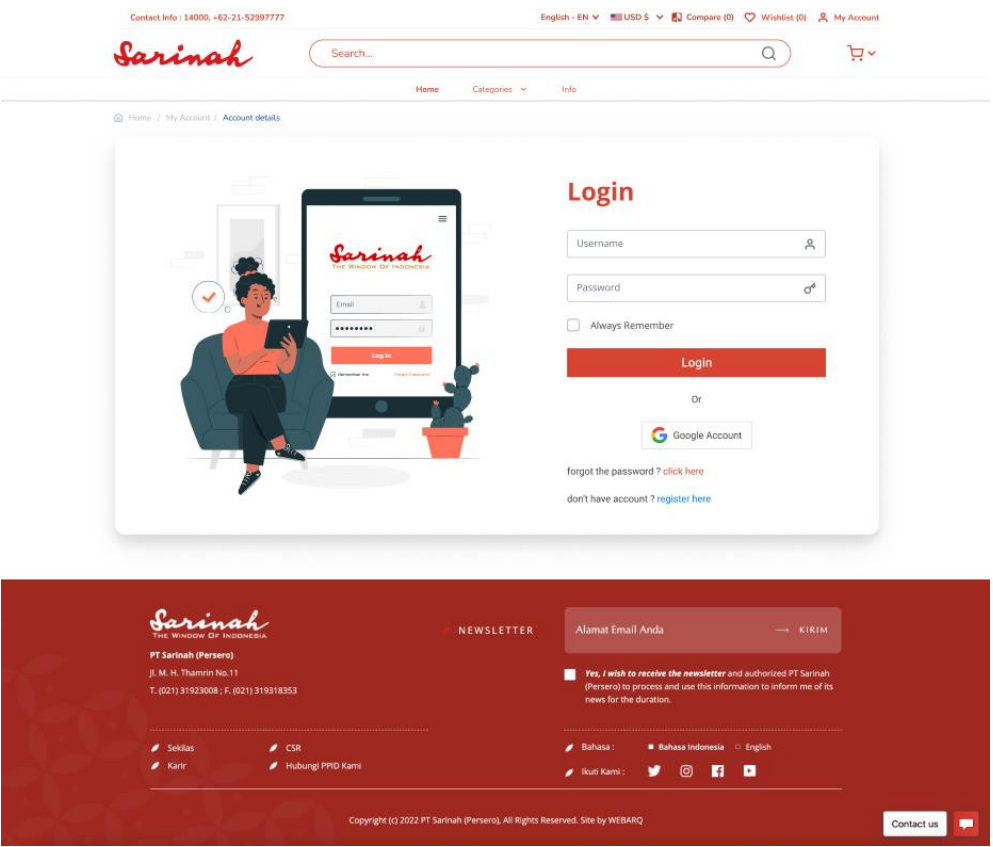 Contact Info : 14000, +62-21-52997777
English - EN USD $ Compare (0) Wishlist (0) My Account
Sarinah
Search...
Home Categories Info
Home / My Account / Account details
Sarinah
THE WINDOW OF INDONESIA
Email
Log In
Remember me Forgot Password?
Login
Username
Password
Always Remember
Login
Or
Google Account
forgot the password ? click here
don't have account ? register here
Sarinah
THE WINDOW OF INDONESIA
PT Sarinah (Persero)
Jl. M. H. Thamrin No.11
T. (021) 31923008 ; F. (021) 319318353
NEWSLETTER
Alamat Email Anda → KIRIM
Yes, I wish to receive the newsletter and authorized PT Sarinah
(Persero) to process and use this information to inform me of its
news for the duration.
Sekilas CSR
Karir Hubungi PPID Kami
Bahasa : Bahasa Indonesia English
Ikuti Kami :
Copyright (c) 2022 PT Sarinah (Persero), All Rights Reserved. Site by WEBARQ
Contact us